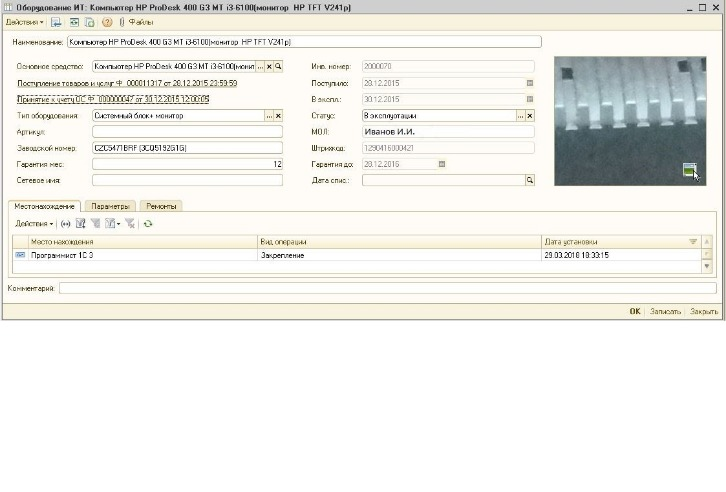 Оборудование ИТ: Компьютер HP ProDesk 400 G3 MT i3-6100(монитор HP TFT V241p)
Действия Файлы
Наименование: Компьютер HP ProDesk 400 G3 MT i3-6100(монитор HP TFT V241p)
Основное средство: Компьютер HP ProDesk 400 G3 MT i3-6100(монит ... Инв. номер: 2000070
Поступление товаров и услуг Ф_000011317 от 28.12.2015 23:59:59 Поступило: 28.12.2015
Принятие к учету ОС Ф_000000047 от 30.12.2015 12:00:05 В экспл.: 30.12.2015
Тип оборудования: Системный блок+ монитор ... Статус: В эксплуатации ...
Артикул: МОЛ: Иванов И.И.
Заводской номер: CZC5471BRF (3CQ5192G1G) Штрихкод: 1290416000421
Гарантия мес: 12 Гарантия до: 28.12.2016
Сетевое имя: Дата спис.:
Местонахождение Параметры Ремонты
Действия
Место нахождения Вид операции Дата установки
Программист 1С 3 Закрепление 29.03.2018 18:33:15
Комментарий:
OK Записать Закрыть